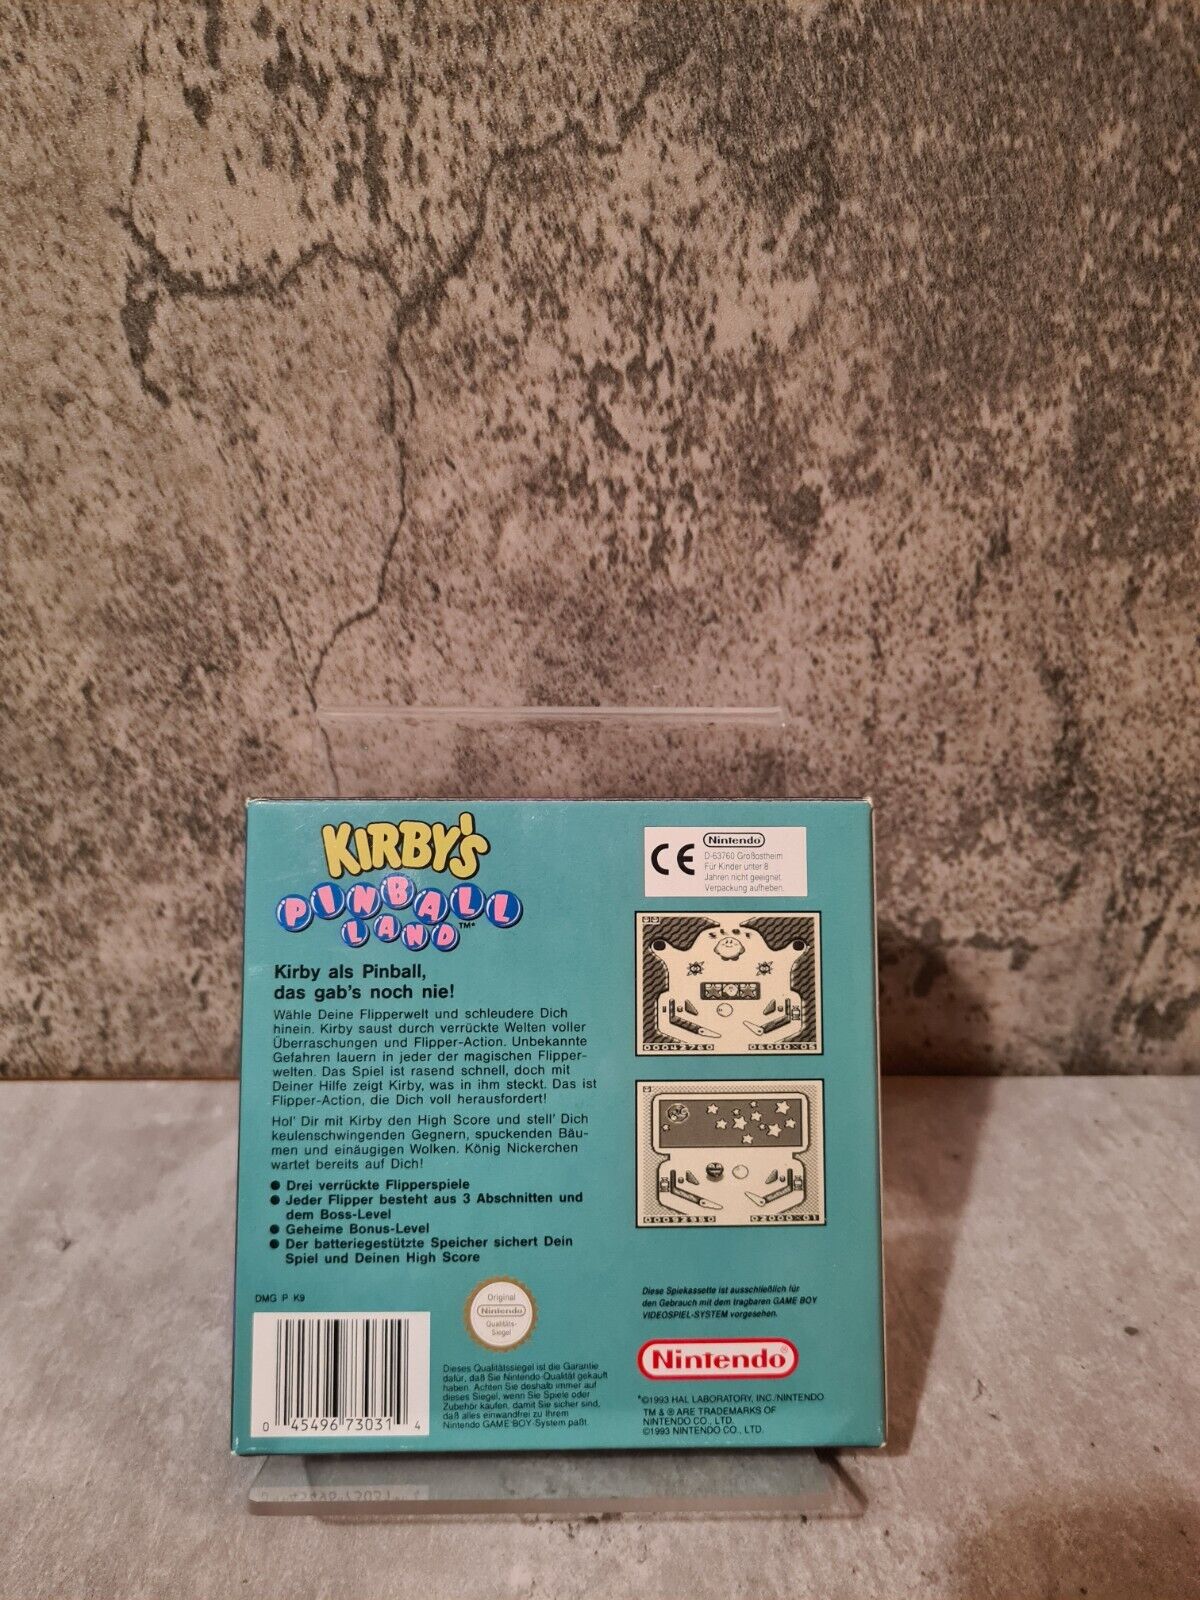 KIRBY'S
PINBALL
LAND™*
Kirby als Pinball,
das gab's noch nie!
Wähle Deine Flipperwelt und schleudere Dich
hinein. Kirby saust durch verrückte Welten voller
Überraschungen und Flipper-Action. Unbekannte
Gefahren lauern in jeder der magischen Flipper-
welten. Das Spiel ist rasend schnell, doch mit
Deiner Hilfe zeigt Kirby, was in ihm steckt. Das ist
Flipper-Action, die Dich voll herausfordert!
Hol' Dir mit Kirby den High Score und stell' Dich
keulenschwingenden Gegnern, spuckenden Bäu-
men und einäugigen Wolken. König Nickerchen
wartet bereits auf Dich!
● Drei verrückte Flipperspiele
● Jeder Flipper besteht aus 3 Abschnitten und
dem Boss-Level
● Geheime Bonus-Level
● Der batteriegestützte Speicher sichert Dein
Spiel und Deinen High Score
DMG P K9
0 45496 73031 4
Original
Nintendo
Qualitäts-
Siegel
Dieses Qualitätssiegel ist die Garantie
dafür, daß Sie Nintendo-Qualität gekauft
haben. Achten Sie deshalb immer auf
dieses Siegel, wenn Sie Spiele oder
Zubehör kaufen, damit Sie sicher sind,
daß alles einwandfrei zu Ihrem
Nintendo GAME BOY-System paßt.
CE
Nintendo
D-63760 Großostheim
Für Kinder unter 8
Jahren nicht geeignet.
Verpackung aufheben.
SLOT
00042760 06000×05
00092980 02000×01
Diese Spielkassette ist ausschließlich für
den Gebrauch mit dem tragbaren GAME BOY
VIDEOSPIEL-SYSTEM vorgesehen.
Nintendo®
*©1993 HAL LABORATORY, INC./NINTENDO
TM & ® ARE TRADEMARKS OF
NINTENDO CO., LTD.
©1993 NINTENDO CO., LTD.